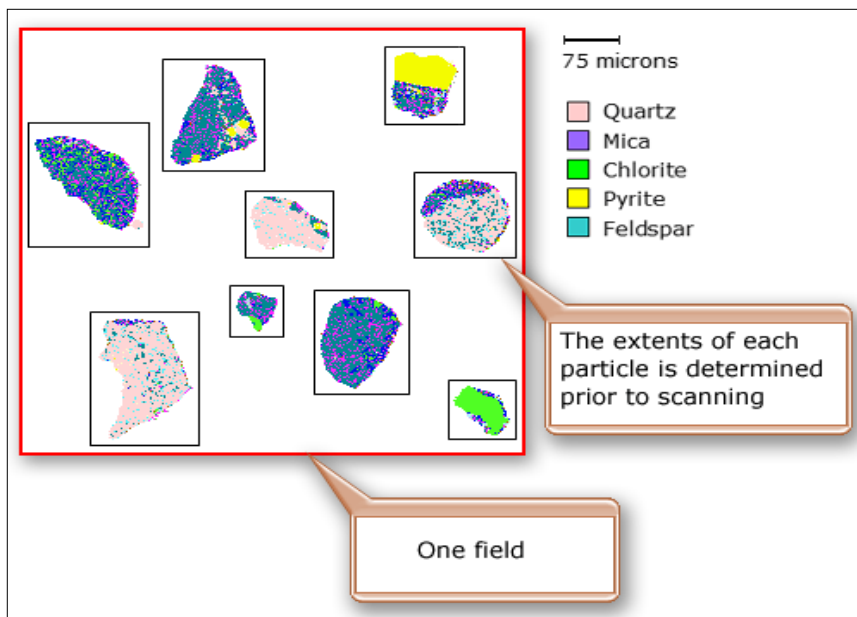 75 microns
Quartz
Mica
Chlorite
Pyrite
Feldspar
The extents of each
particle is determined
prior to scanning
One field